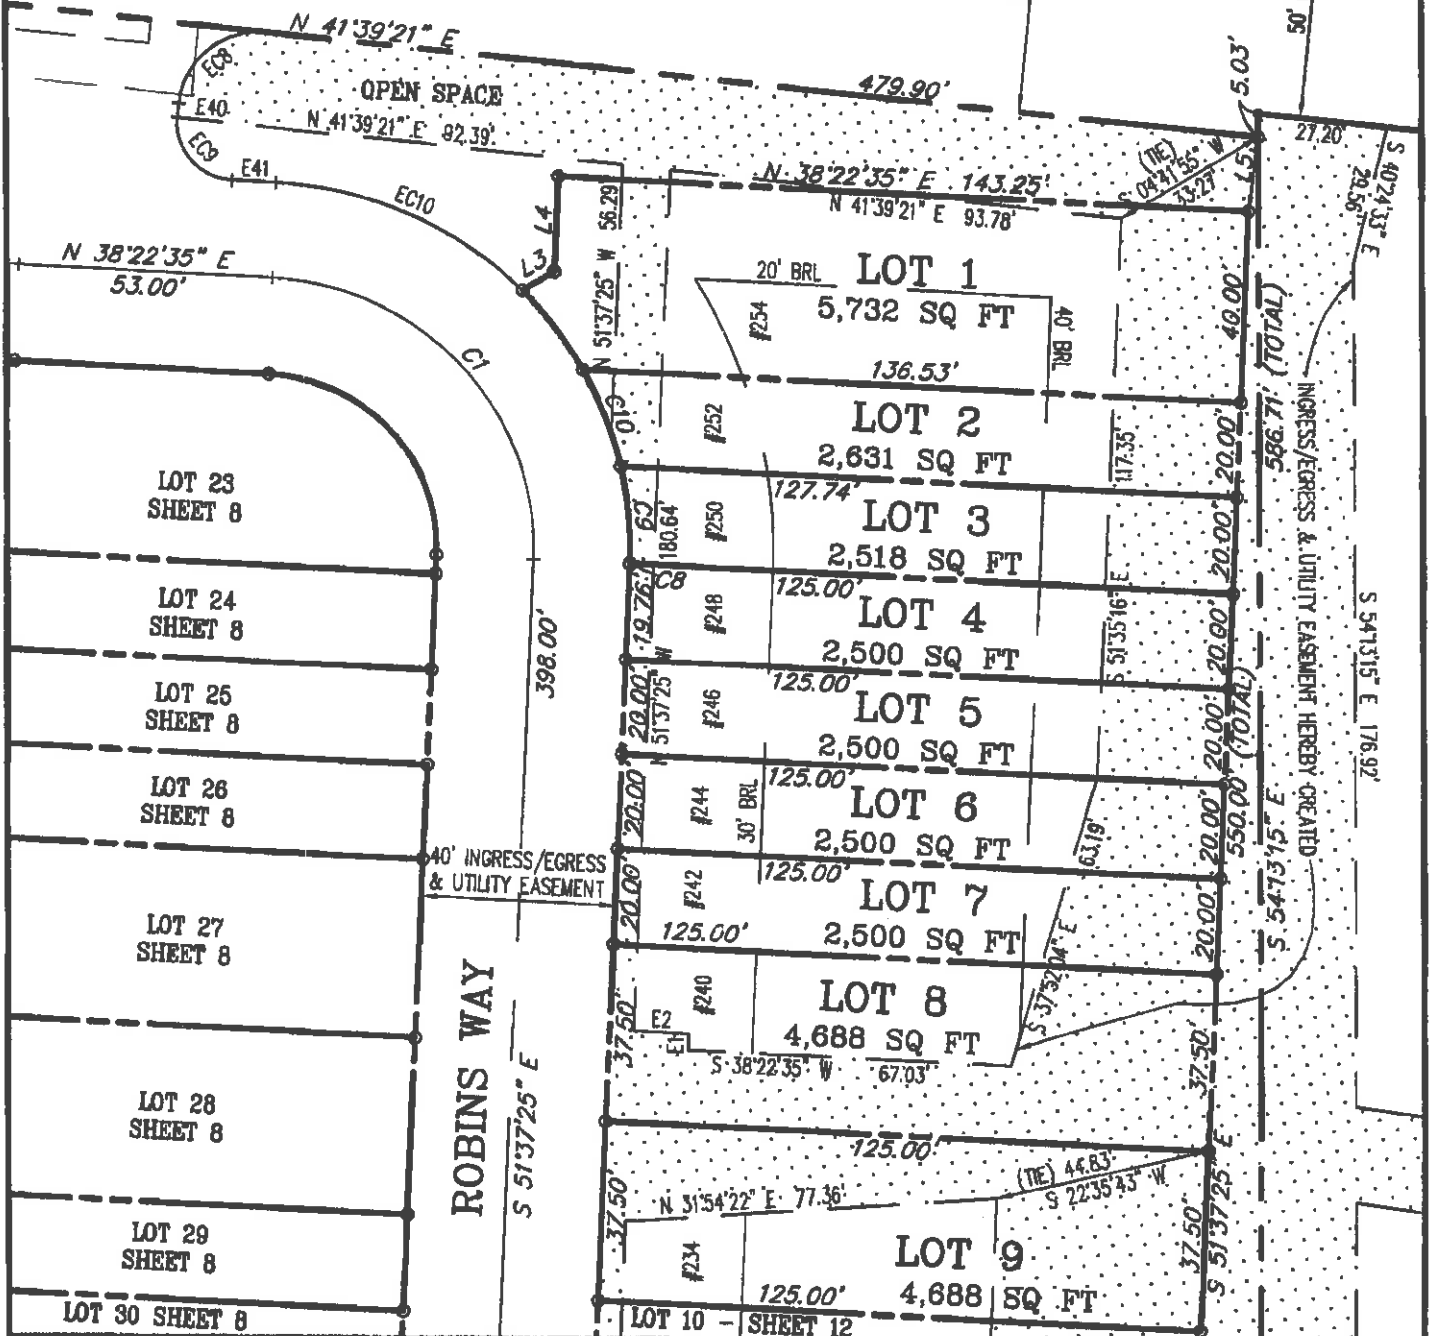 N 41°39'21" E
479.90'
50'
5.03'
27.20'
EC8
OPEN SPACE
E40
N 41°39'21" E 92.39'
EC9
E41
EC10
L4
L3
56.29
N 51°37'25" W
N 38°22'35" E 143.25'
N 41°39'21" E 93.78'
(TIE)
S 04°41'55" W
33.27'
L5
S 40°24'33" E
29.56'
N 38°22'35" E
53.00'
C1
20' BRL
LOT 1
5,732 SQ FT
#254
40' BRL
40.00'
586.71' (TOTAL)
136.53'
C10
#252
LOT 2
2,631 SQ FT
117.35'
20.00'
INGRESS/EGRESS & UTILITY EASEMENT HEREBY CREATED
127.74'
C9
180.64'
#250
LOT 3
2,518 SQ FT
20.00'
C8
125.00'
19.76'
#248
LOT 4
2,500 SQ FT
S 51°35'16" E
20.00'
S 54°13'15" E 176.92'
125.00'
20.00'
N 51°37'25" W
#246
LOT 5
2,500 SQ FT
20.00'
550.00' (TOTAL)
125.00'
20.00'
#244
30' BRL
LOT 6
2,500 SQ FT
63.19'
20.00'
S 54°13'15" E
125.00'
20.00'
#242
LOT 7
2,500 SQ FT
20.00'
125.00'
S 37°52'04" E
#240
LOT 8
4,688 SQ FT
37.50'
E2
E1
S 38°22'35" W 67.03'
37.50'
125.00'
(TIE) 44.83'
S 22°35'43" W
N 31°54'22" E 77.36'
37.50'
#234
LOT 9
4,688 SQ FT
37.50'
S 51°37'25" E
125.00'
LOT 10 - SHEET 12
398.00'
40' INGRESS/EGRESS
& UTILITY EASEMENT
ROBINS WAY
S 51°37'25" E
LOT 23
SHEET 8
LOT 24
SHEET 8
LOT 25
SHEET 8
LOT 26
SHEET 8
LOT 27
SHEET 8
LOT 28
SHEET 8
LOT 29
SHEET 8
LOT 30 SHEET 8